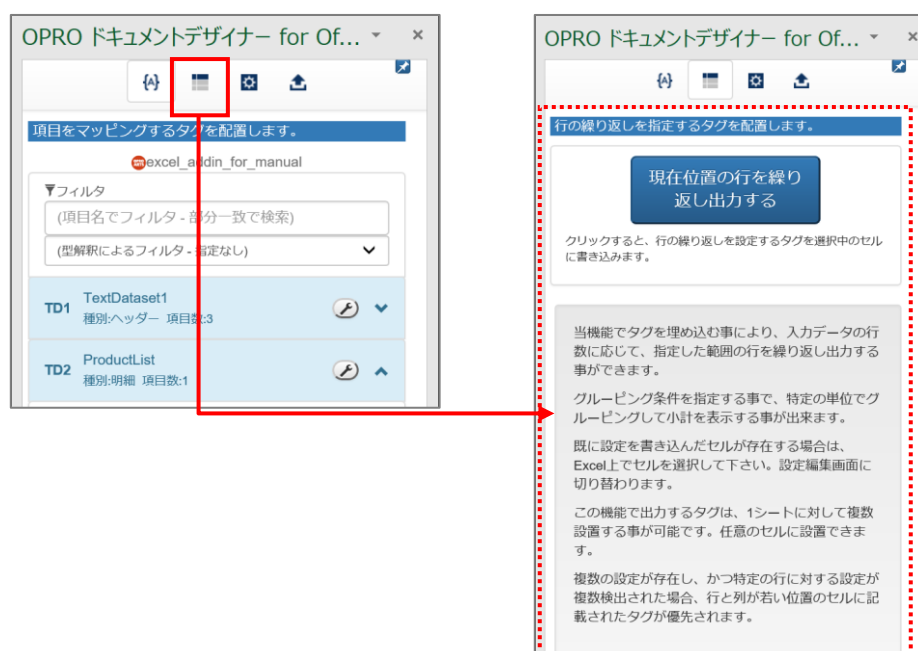 OPRO ドキュメントデザイナー for Of...
項目をマッピングするタグを配置します。
excel_addin_for_manual
フィルタ
(項目名でフィルタ - 部分一致で検索)
(型解釈によるフィルタ - 指定なし)
TD1 TextDataset1
種別:ヘッダー 項目数:3
TD2 ProductList
種別:明細 項目数:1
OPRO ドキュメントデザイナー for Of...
行の繰り返しを指定するタグを配置します。
現在位置の行を繰り
返し出力する
クリックすると、行の繰り返しを設定するタグを選択中のセル
に書き込みます。
当機能でタグを埋め込む事により、入力データの行
数に応じて、指定した範囲の行を繰り返し出力する
事ができます。
グルーピング条件を指定する事で、特定の単位でグ
ルーピングして小計を表示する事が出来ます。
既に設定を書き込んだセルが存在する場合は、
Excel上でセルを選択して下さい。設定編集画面に
切り替わります。
この機能で出力するタグは、1シートに対して複数
設置する事が可能です。任意のセルに設置できま
す。
複数の設定が存在し、かつ特定の行に対する設定が
複数検出された場合、行と列が若い位置のセルに記
載されたタグが優先されます。